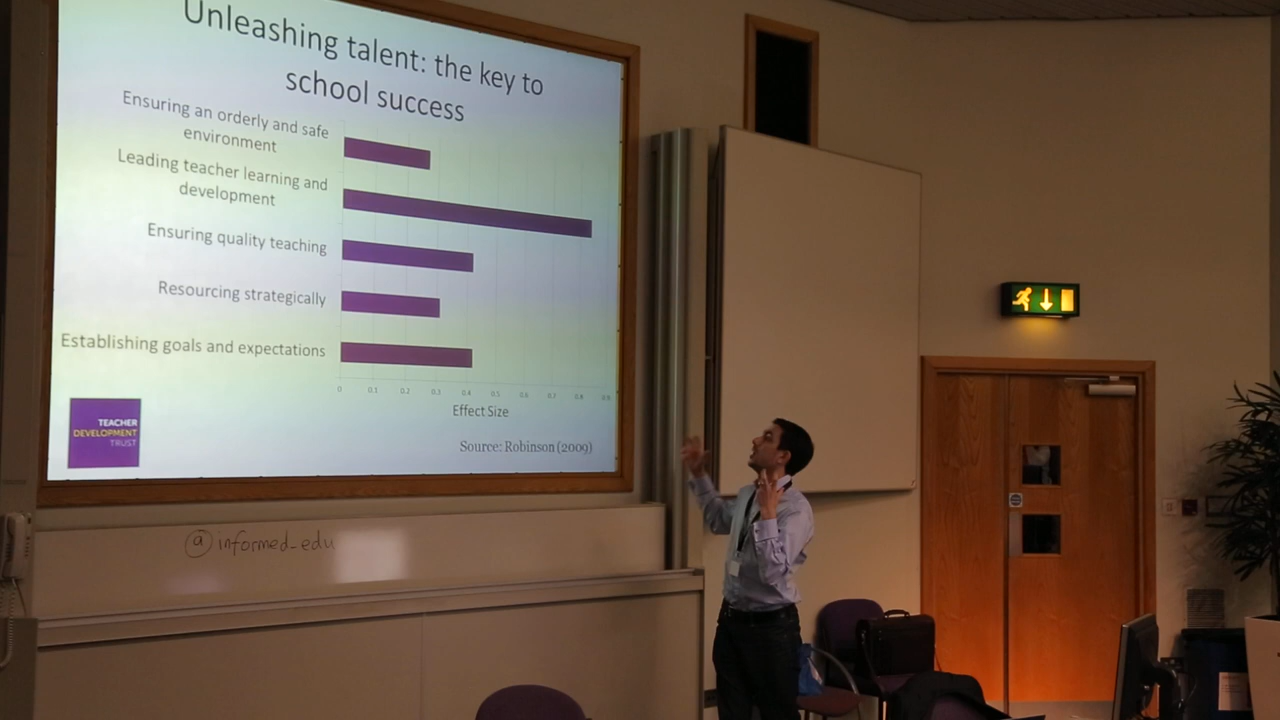 Unleashing talent: the key to
school success
Ensuring an orderly and safe
environment
Leading teacher learning and
development
Ensuring quality teaching
Resourcing strategically
Establishing goals and expectations
0 0.1 0.2 0.3 0.4 0.5 0.6 0.7 0.8 0.9
Effect Size
TEACHER
DEVELOPMENT
TRUST
Source: Robinson (2009)
@informed_edu